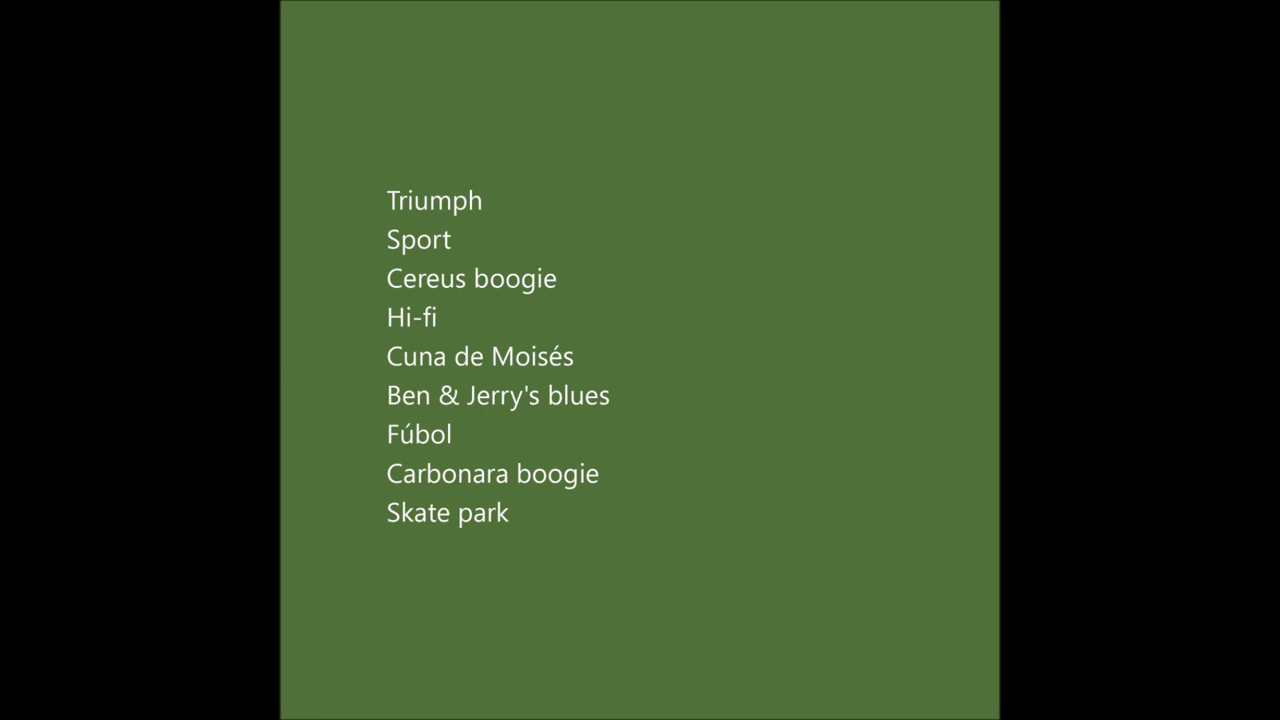 Triumph
Sport
Cereus boogie
Hi-fi
Cuna de Moisés
Ben & Jerry's blues
Fúbol
Carbonara boogie
Skate park